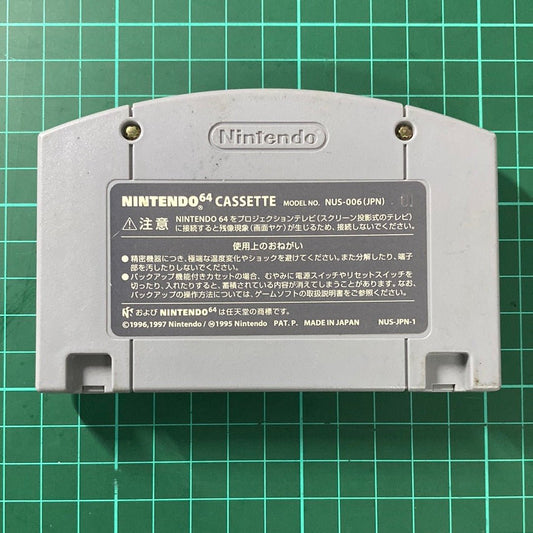 Nintendo
NINTENDO 64 ® CASSETTE MODEL NO. NUS-006 (JPN)
注意 NINTENDO 64 をプロジェクションテレビ(スクリーン投影式のテレビ)
に接続すると残像現象(画面ヤケ)が生じるため、接続しないでください。
使用上のおねがい
●精密機器につき、極端な温度変化やショックを避けてください。また分解したり、端子
部を汚したりしないでください。
●バックアップ機能付きカセットの場合、むやみに電源スイッチやリセットスイッチを
切ったり、入れたりすると、蓄積されている内容が消えてしまうことがあります。なお、
バックアップの操作方法については、ゲームソフトの取扱説明書をご参照ください。
および NINTENDO 64 は任天堂の商標です。
©1996,1997 Nintendo / Ⓜ1995 Nintendo PAT. P. MADE IN JAPAN NUS-JPN-1